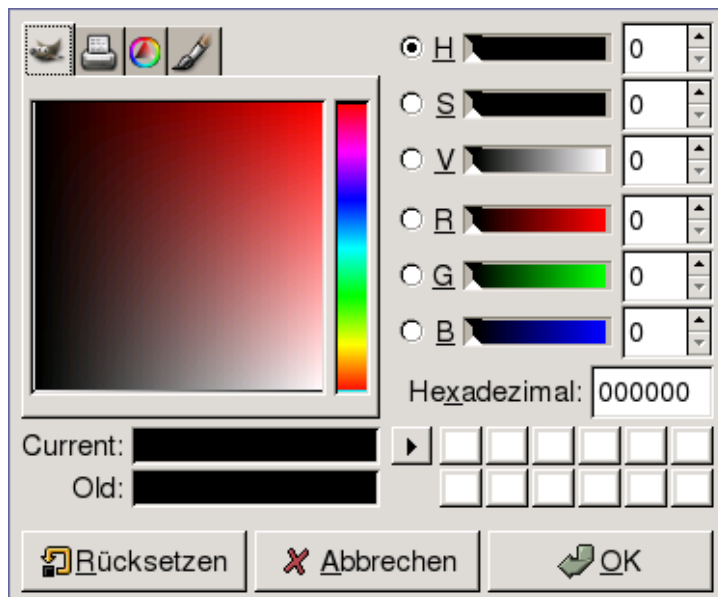 H 0
S 0
V 0
R 0
G 0
B 0
Hexadezimal: 000000
Current:
Old:
Rücksetzen Abbrechen OK